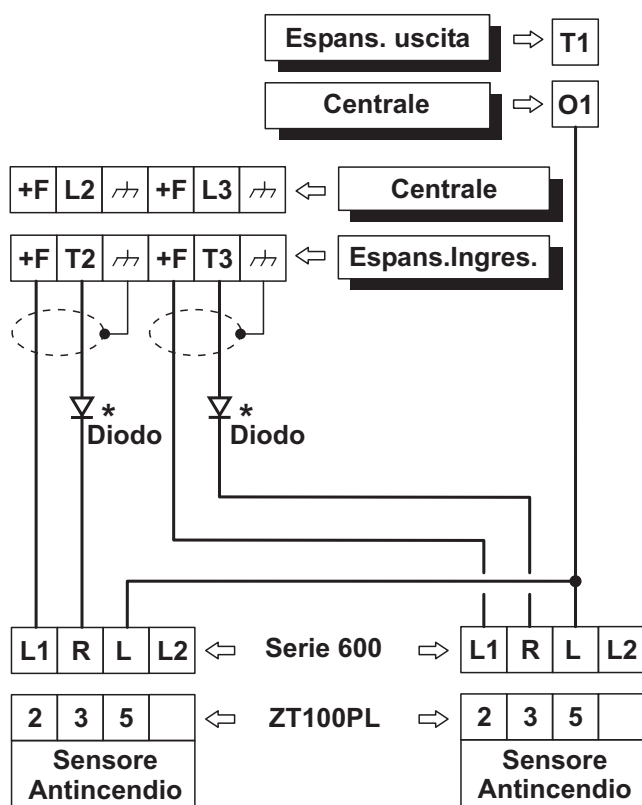 Espans. uscita T1
Centrale O1
+F L2 +F L3 Centrale
+F T2 +F T3 Espans.Ingres.
* *
Diodo Diodo
L1 R L L2 Serie 600 L1 R L L2
2 3 5 ZT100PL 2 3 5
Sensore Sensore
Antincendio Antincendio